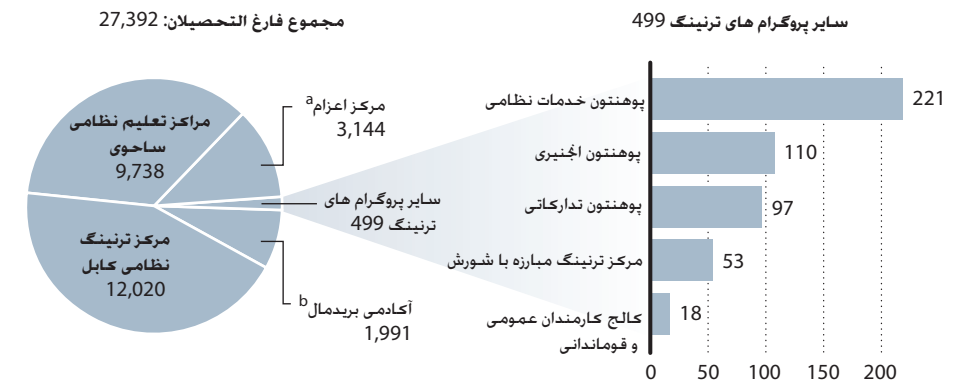 مجموع فارغ التحصیلان: 27,392
مراکز تعلیم نظامی
ساحوی
9,738
مرکز اعزام a
3,144
سایر پروگرام های
ترنینگ 499
آکادمی بریدمال b
1,991
مرکز ترنینگ
نظامی کابل
12,020
سایر پروگرام های ترنینگ 499
پوهنتون خدمات نظامی
221
پوهنتون انجنیری
110
پوهنتون تدارکاتی
97
مرکز ترنینگ مبارزه با شورش
53
کالج کارمندان عمومی
و قوماندانی
18
0 50 100 150 200